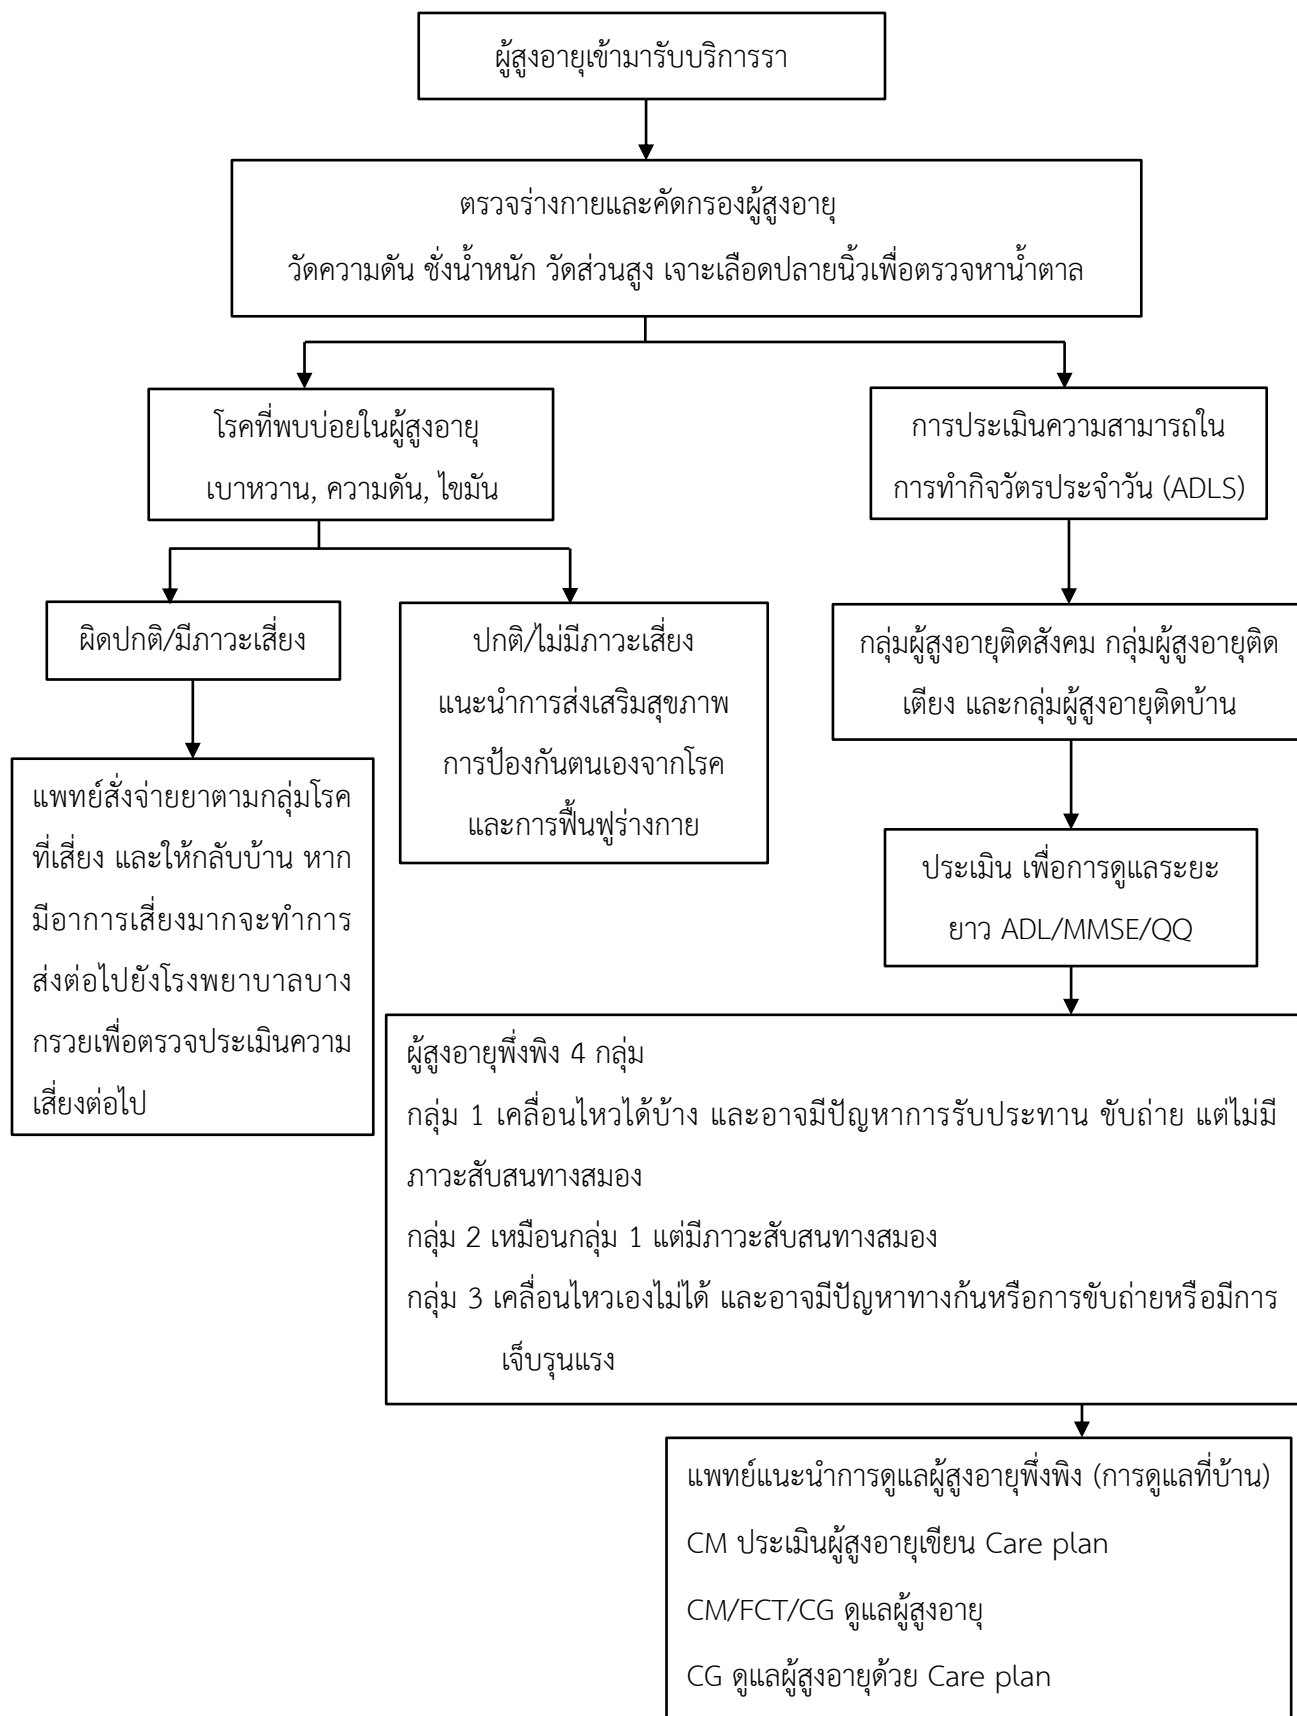 ผู้สูงอายุเข้ามารับบริการรา
ตรวจร่างกายและคัดกรองผู้สูงอายุ
วัดความดัน ชั่งน้ำหนัก วัดส่วนสูง เจาะเลือดปลายนิ้วเพื่อตรวจหาน้ำตาล
โรคที่พบบ่อยในผู้สูงอายุ
เบาหวาน, ความดัน, ไขมัน
การประเมินความสามารถใน
การทำกิจวัตรประจำวัน (ADLS)
ผิดปกติ/มีภาวะเสี่ยง
ปกติ/ไม่มีภาวะเสี่ยง
แนะนำการส่งเสริมสุขภาพ
การป้องกันตนเองจากโรค
และการฟื้นฟูร่างกาย
กลุ่มผู้สูงอายุติดสังคม กลุ่มผู้สูงอายุติด
เตียง และกลุ่มผู้สูงอายุติดบ้าน
แพทย์สั่งจ่ายยาตามกลุ่มโรค
ที่เสี่ยง และให้กลับบ้าน หาก
มีอาการเสี่ยงมากจะทำการ
ส่งต่อไปยังโรงพยาบาลบาง
กรวยเพื่อตรวจประเมินความ
เสี่ยงต่อไป
ประเมิน เพื่อการดูแลระยะ
ยาว ADL/MMSE/QQ
ผู้สูงอายุพึ่งพิง 4 กลุ่ม
กลุ่ม 1 เคลื่อนไหวได้บ้าง และอาจมีปัญหาการรับประทาน ขับถ่าย แต่ไม่มี
ภาวะสับสนทางสมอง
กลุ่ม 2 เหมือนกลุ่ม 1 แต่มีภาวะสับสนทางสมอง
กลุ่ม 3 เคลื่อนไหวเองไม่ได้ และอาจมีปัญหาทางก้นหรือการขับถ่ายหรือมีการ
เจ็บรุนแรง
แพทย์แนะนำการดูแลผู้สูงอายุพึ่งพิง (การดูแลที่บ้าน)
CM ประเมินผู้สูงอายุเขียน Care plan
CM/FCT/CG ดูแลผู้สูงอายุ
CG ดูแลผู้สูงอายุด้วย Care plan